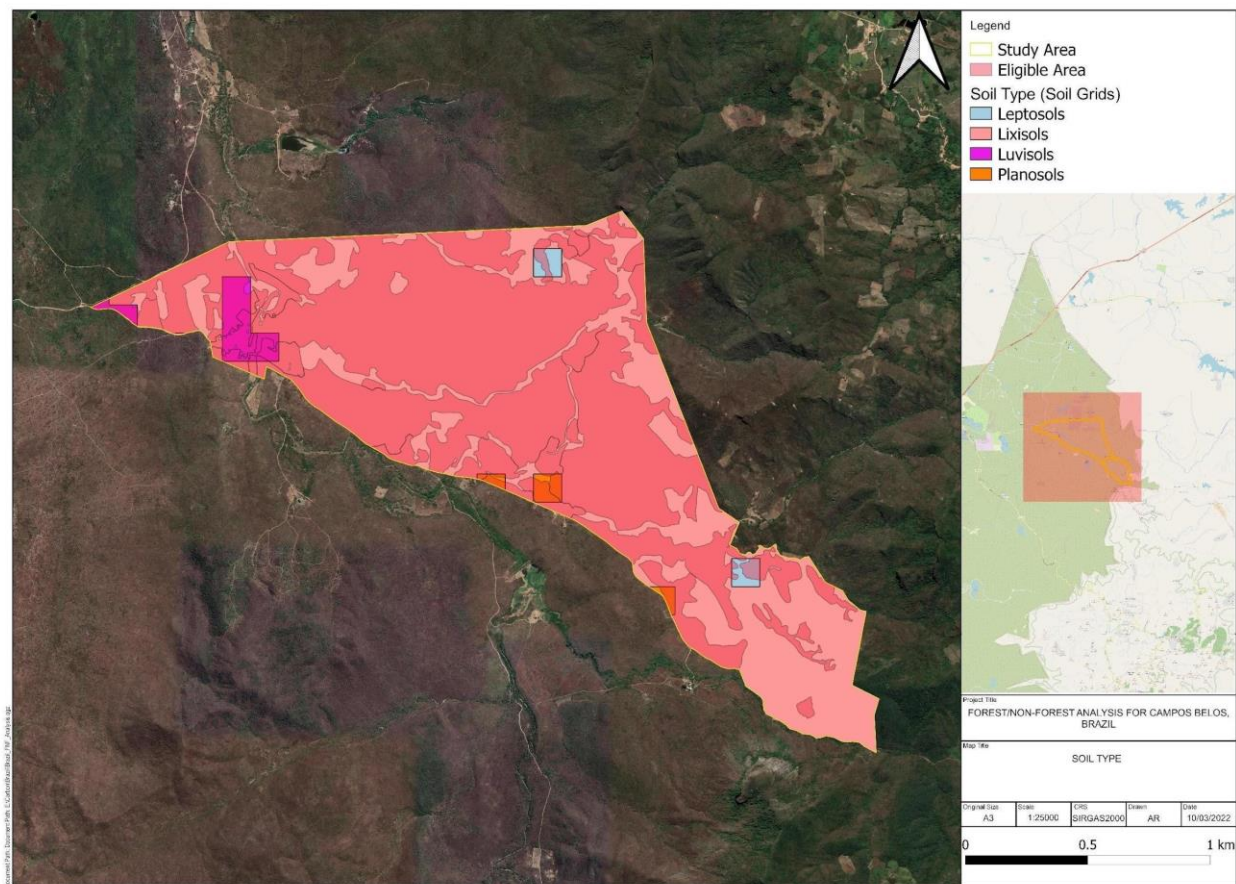 Legend
Study Area
Eligible Area
Soil Type (Soil Grids)
Leptosols
Lixisols
Luvisols
Planosols
Project Title
FOREST/NON-FOREST ANALYSIS FOR CAMPOS BELOS,
BRAZIL
Map Title
SOIL TYPE
Original Size
A3
Scale
1:25000
CRS
SIRGAS2000
Drawn
AR
Date
10/03/2022
0 0.5 1 km